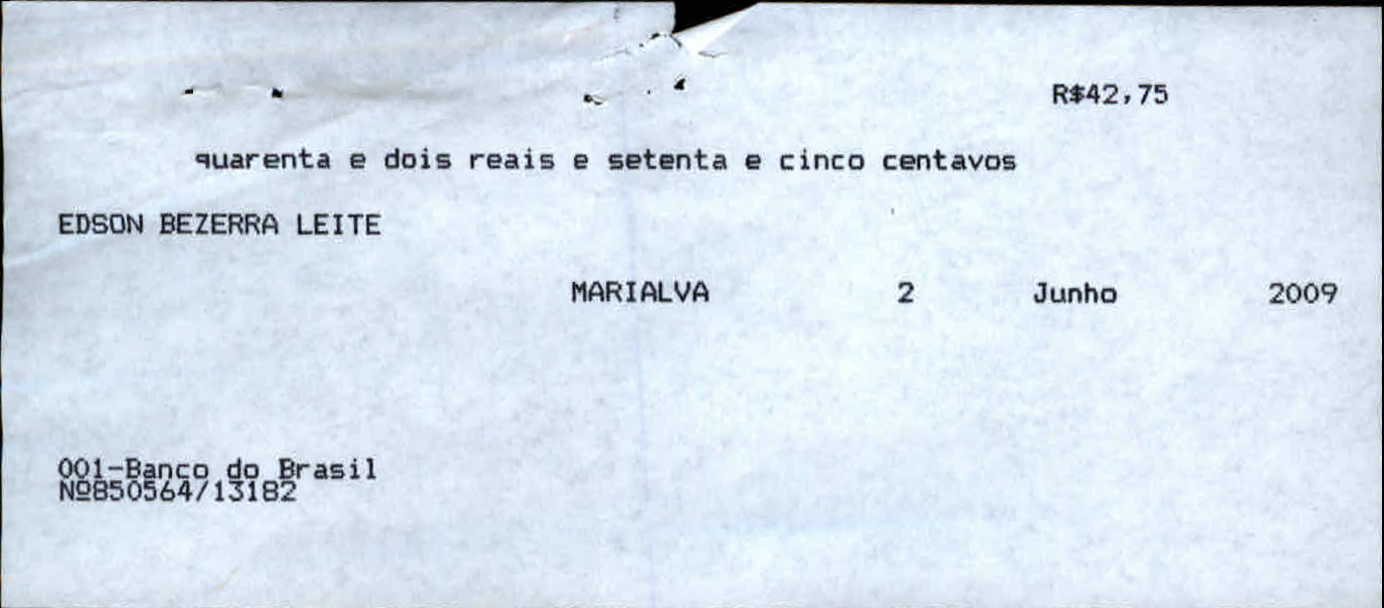 R$42,75
quarenta e dois reais e setenta e cinco centavos
EDSON BEZERRA LEITE
MARIALVA 2 Junho 2009
001-Banco do Brasil
Nº850564/13182